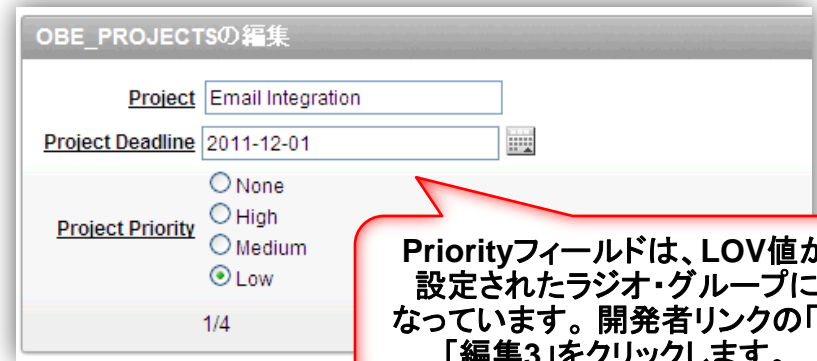 OBE_PROJECTSの編集
Project Email Integration
Project Deadline 2011-12-01
None
High
Project Priority
Medium
Low
1/4
Priorityフィールドは、LOV値が
設定されたラジオ・グループに
なっています。開発者リンクの「
「編集3」をクリックします。